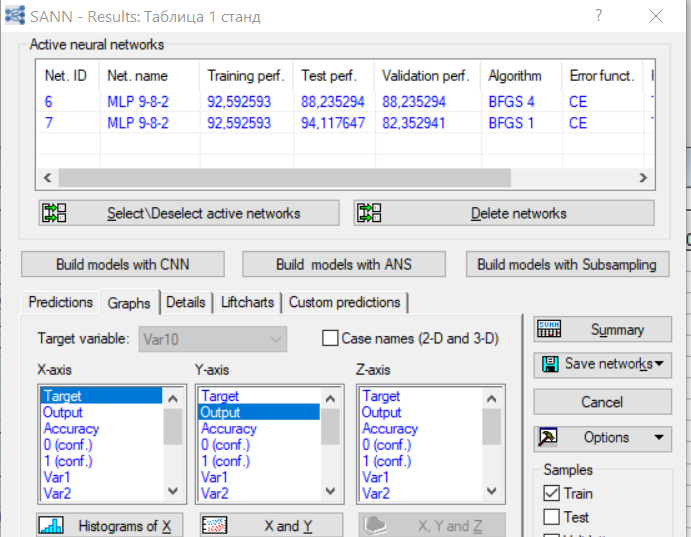 SANN - Results: Таблица 1 станд
Active neural networks
Net. ID Net. name Training perf. Test perf. Validation perf. Algorithm Error funct.
6 MLP 9-8-2 92,592593 88,235294 88,235294 BFGS 4 CE
7 MLP 9-8-2 92,592593 94,117647 82,352941 BFGS 1 CE
Select\Deselect active networks Delete networks
Build models with CNN Build models with ANS Build models with Subsampling
Predictions Graphs Details Liftcharts Custom predictions
Target variable: Var10 Case names (2-D and 3-D)
X-axis Y-axis Z-axis
Target Target Target
Output Output Output
Accuracy Accuracy Accuracy
0 (conf.) 0 (conf.) 0 (conf.)
1 (conf.) 1 (conf.) 1 (conf.)
Var1 Var1 Var1
Var2 Var2 Var2
Histograms of X X and Y X, Y and Z
Summary
Save networks
Cancel
Options
Samples
Train
Test